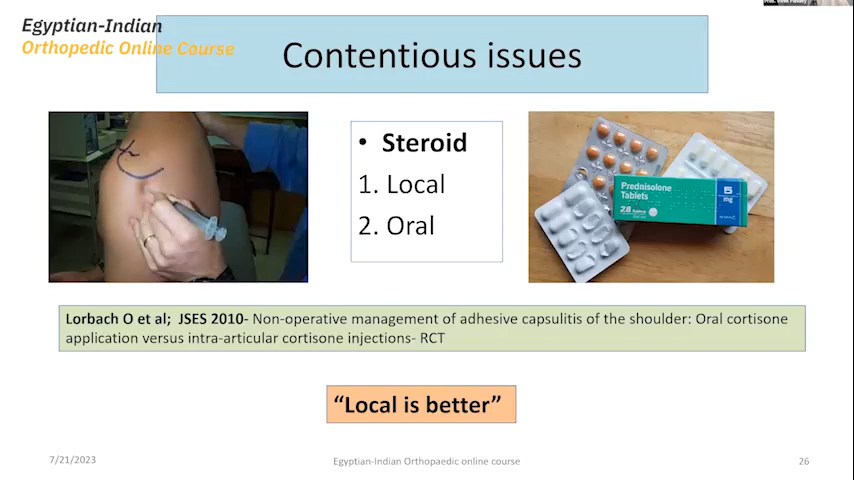 Egyptian-Indian
Orthopedic Online Course
Contentious issues
• Steroid
1. Local
2. Oral
Prednisolone
Tablets
5
mg
28
Lorbach O et al; JSES 2010- Non-operative management of adhesive capsulitis of the shoulder: Oral cortisone
application versus intra-articular cortisone injections- RCT
“Local is better”
7/21/2023
Egyptian-Indian Orthopaedic online course
26